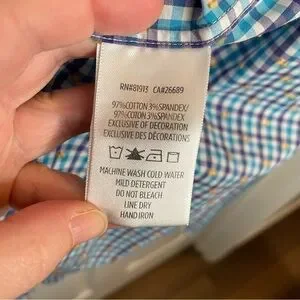 RN#81913 CA#26689
97%COTTON 3%SPANDEX/
97%COTON 3%SPANDEX
EXCLUSIVE OF DECORATION
EXCLUSIVE DES DÉCORATIONS
MACHINE WASH COLD WATER
MILD DETERGENT
DO NOT BLEACH
LINE DRY
HAND IRON